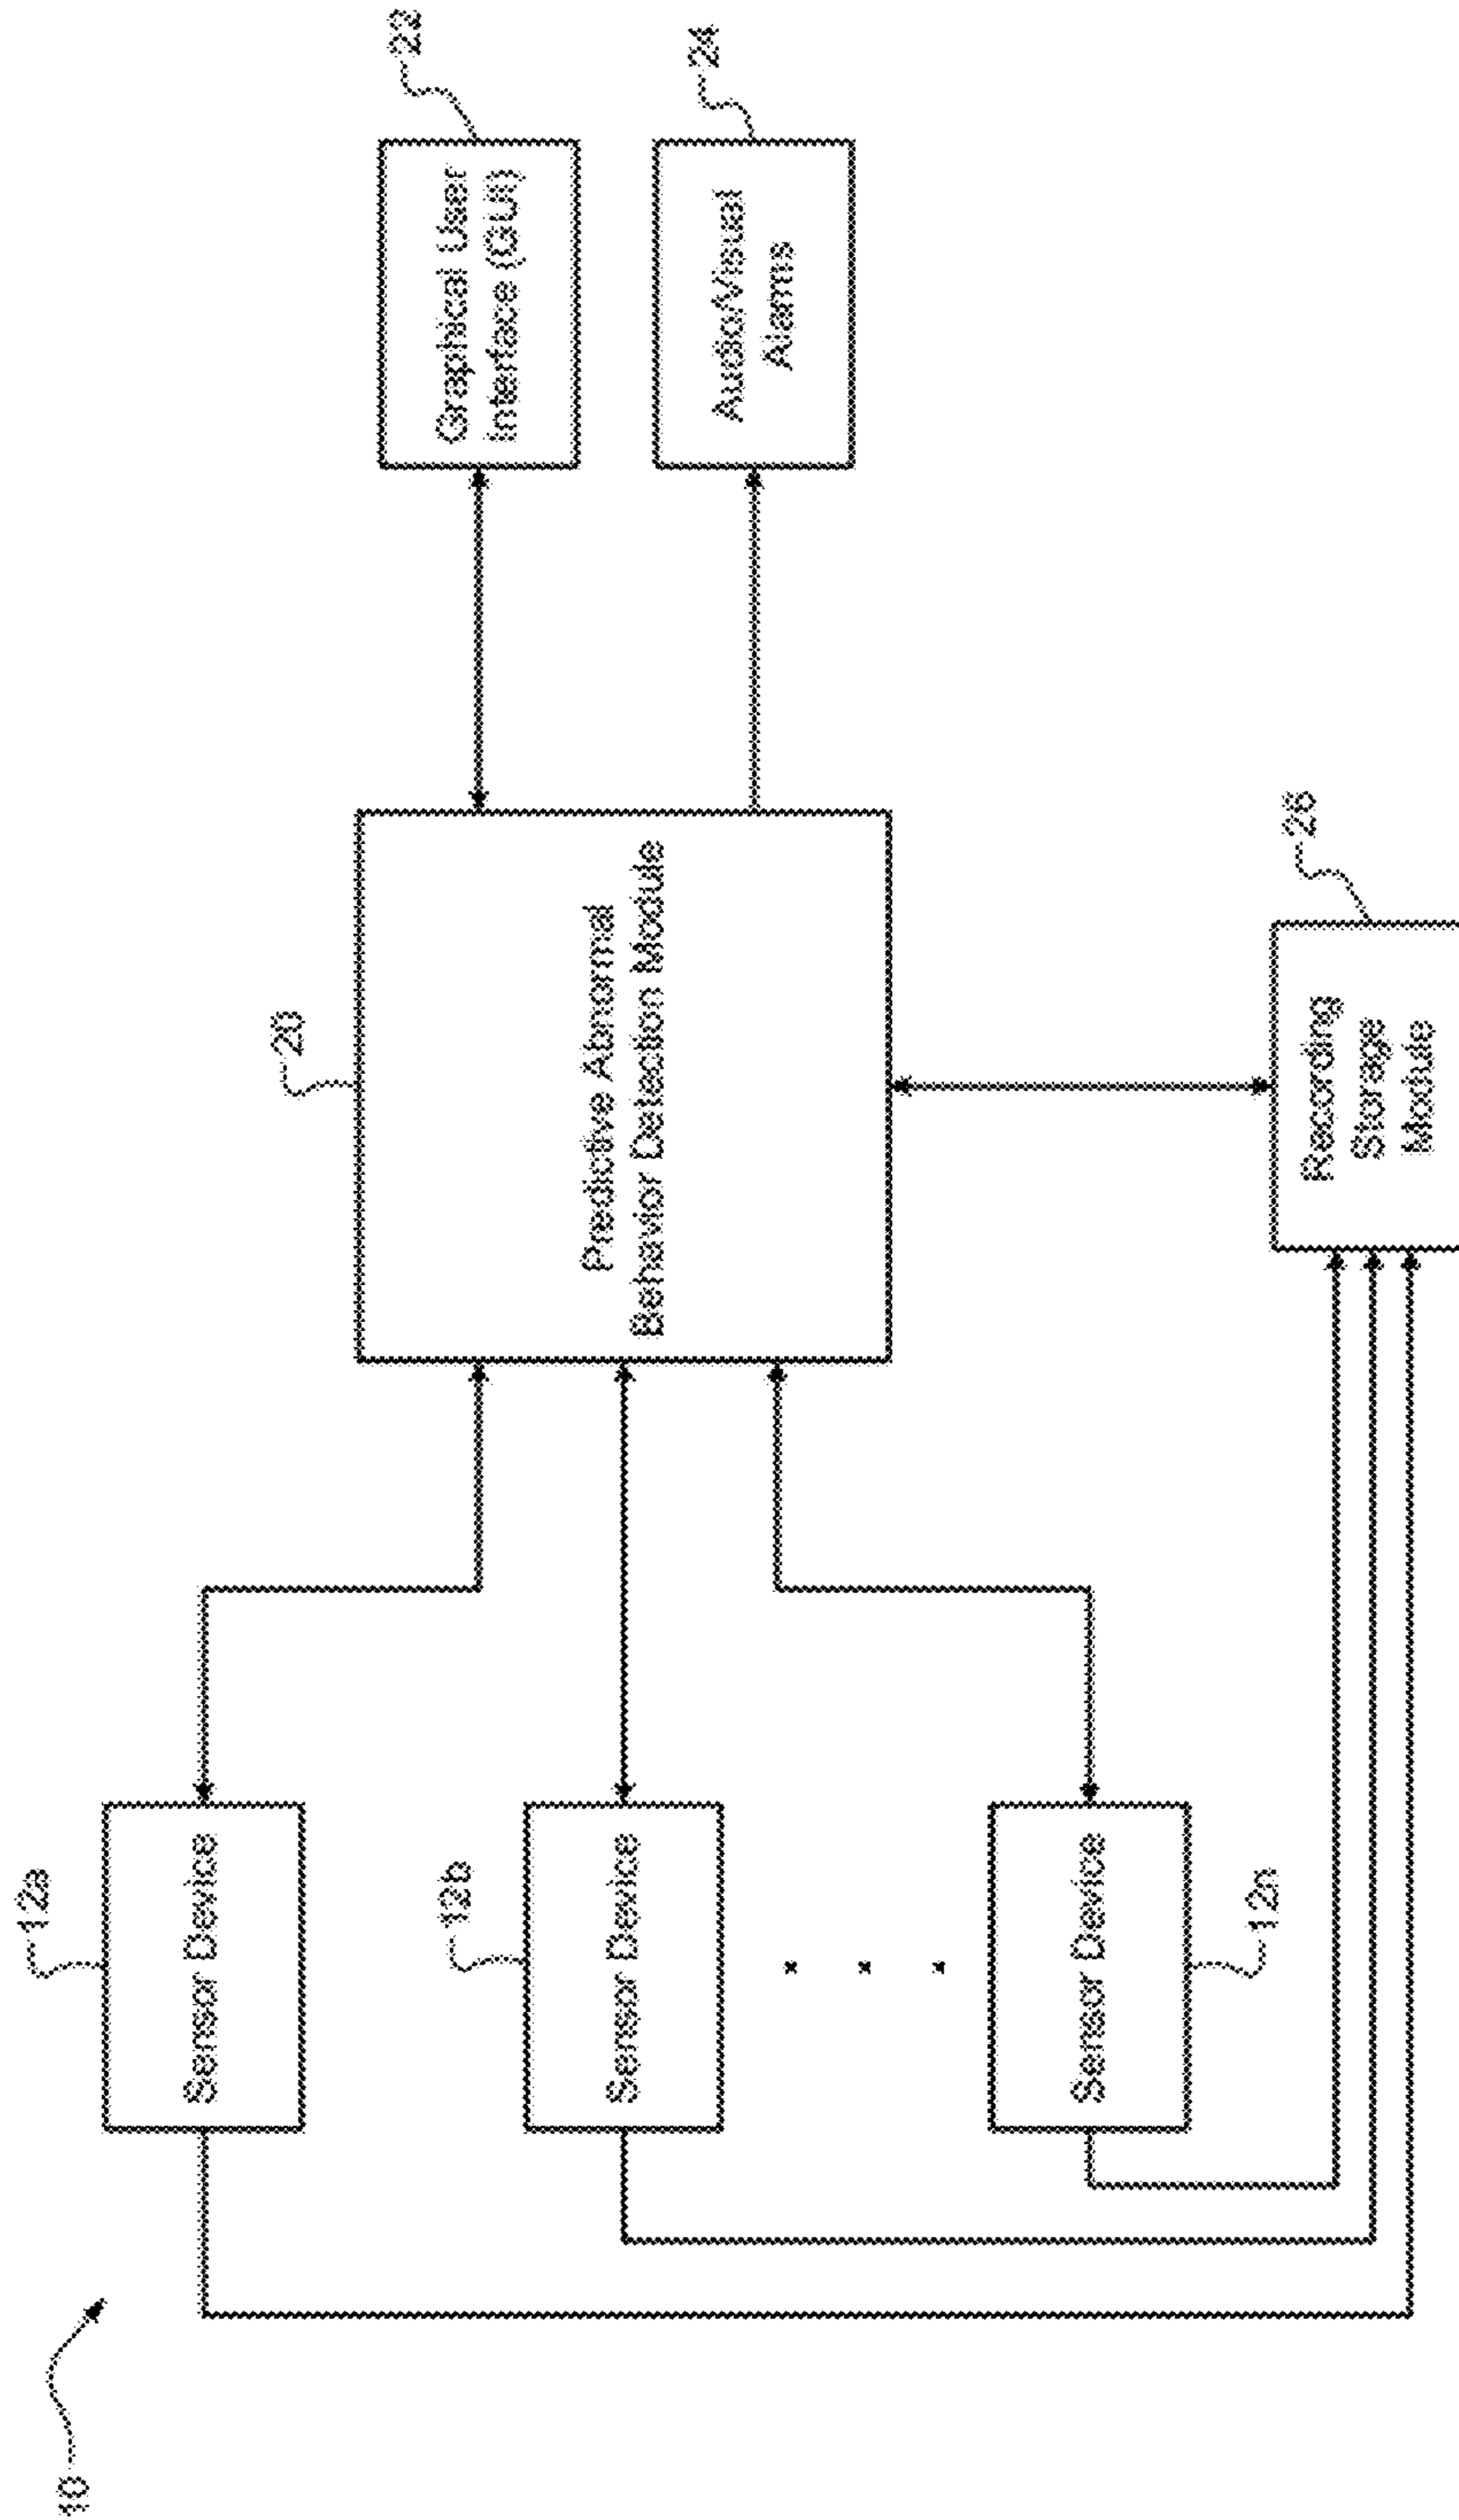 10
12a
Sensor Device
12b
Sensor Device
Sensor Device
12n
20
Predictive Abnormal
Behavior Detection Module
22
Graphical User
Interface (GUI)
24
Audio/Visual
Alarms
26
Recording
Storage
Module